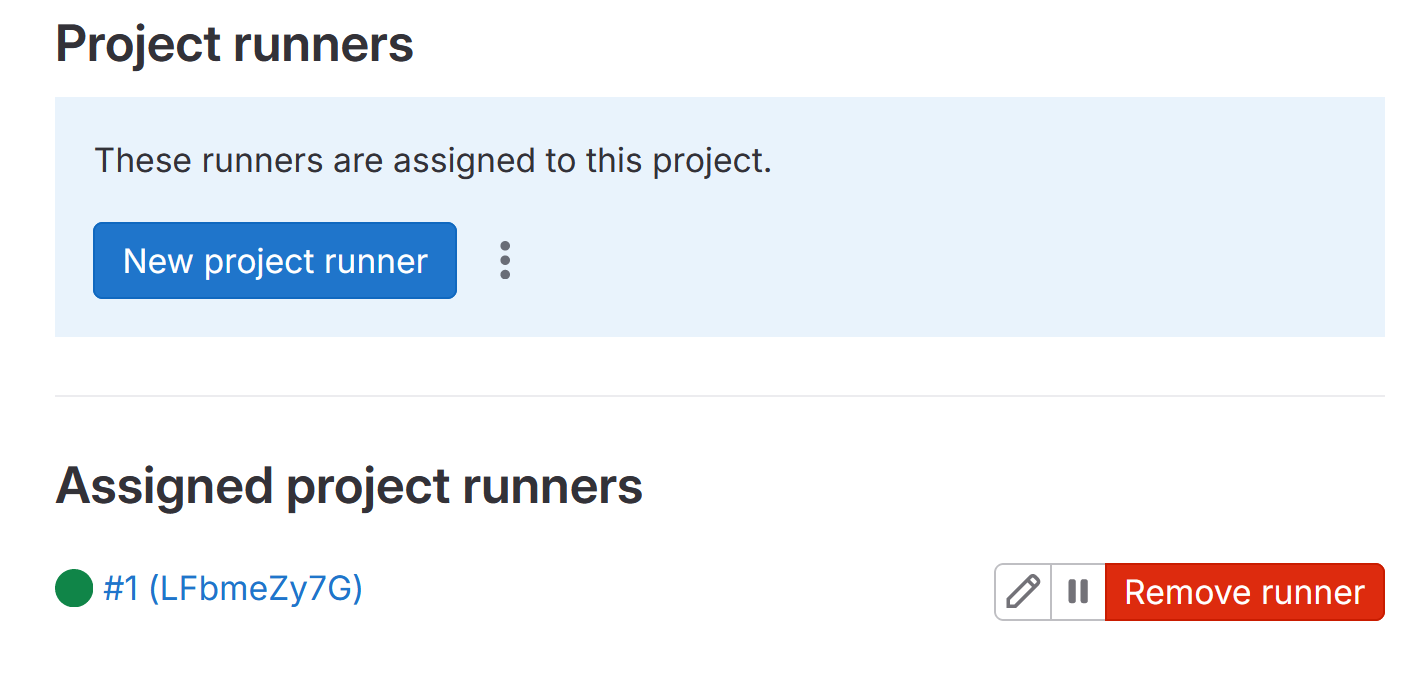 Project runners
These runners are assigned to this project.
New project runner
Assigned project runners
#1 (LFbmeZy7G)
Remove runner